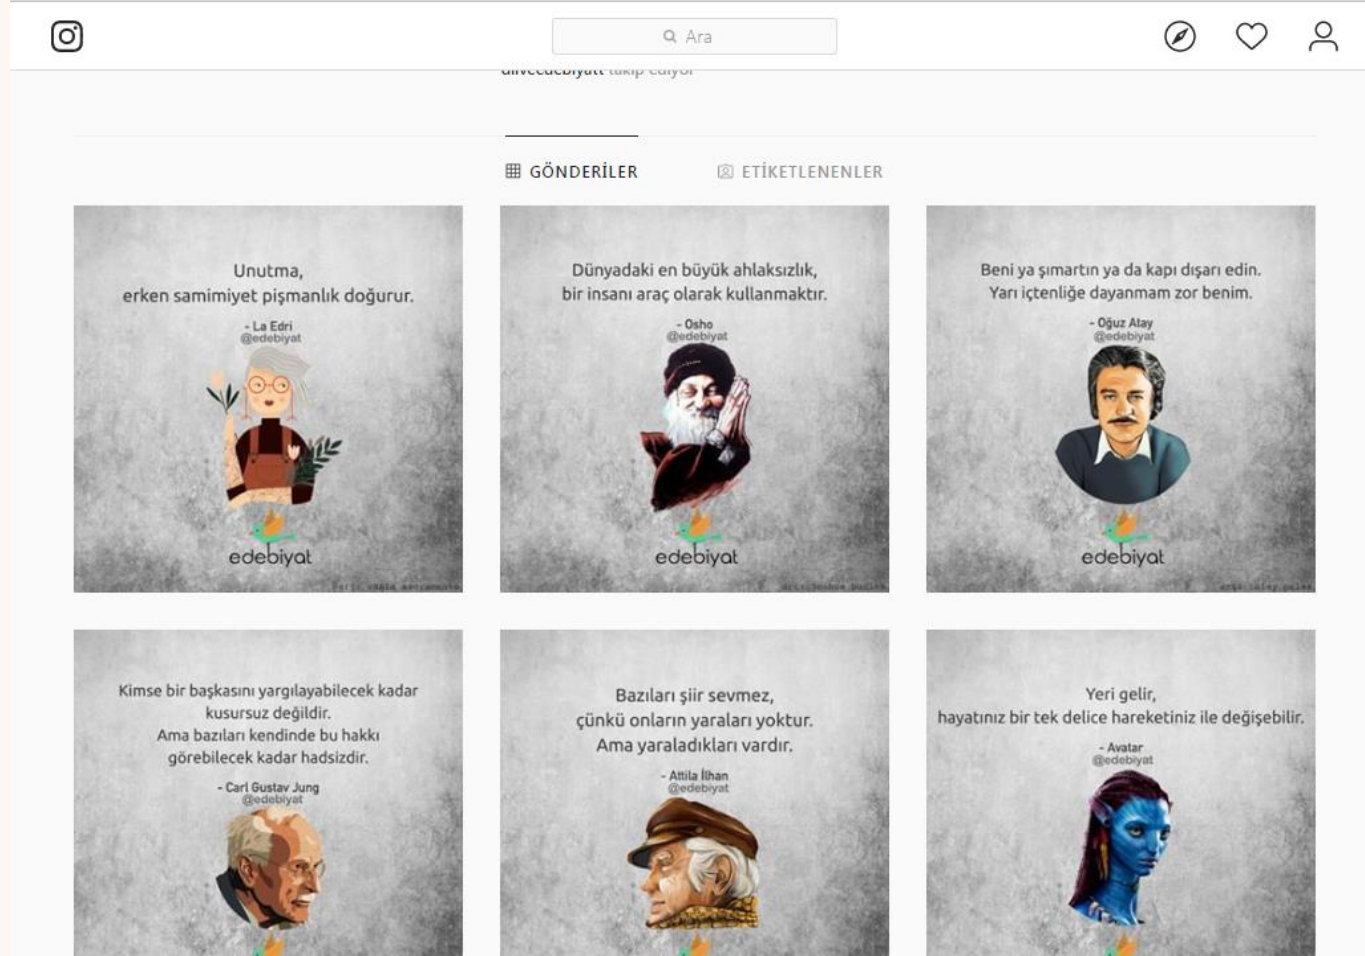 Ara
takip ediyor
GÖNDERİLER
ETİKETLENENLER
Unutma,
erken samimiyet pişmanlık doğurur.
- La Edri
@edebiyat
edebiyat
Dünyadaki en büyük ahlaksızlık,
bir insanı araç olarak kullanmaktır.
- Osho
@edebiyat
edebiyat
Beni ya şımartın ya da kapı dışarı edin.
Yarı içtenliğe dayanmam zor benim.
- Oğuz Atay
@edebiyat
edebiyat
Kimse bir başkasını yargılayabilecek kadar
kusursuz değildir.
Ama bazıları kendinde bu hakkı
görebilecek kadar hadsizdir.
- Carl Gustav Jung
@edebiyat
Bazıları şiir sevmez,
çünkü onların yaraları yoktur.
Ama yaraladıkları vardır.
- Attila İlhan
@edebiyat
Yeri gelir,
hayatınız bir tek delice hareketiniz ile değişebilir.
- Avatar
@edebiyat